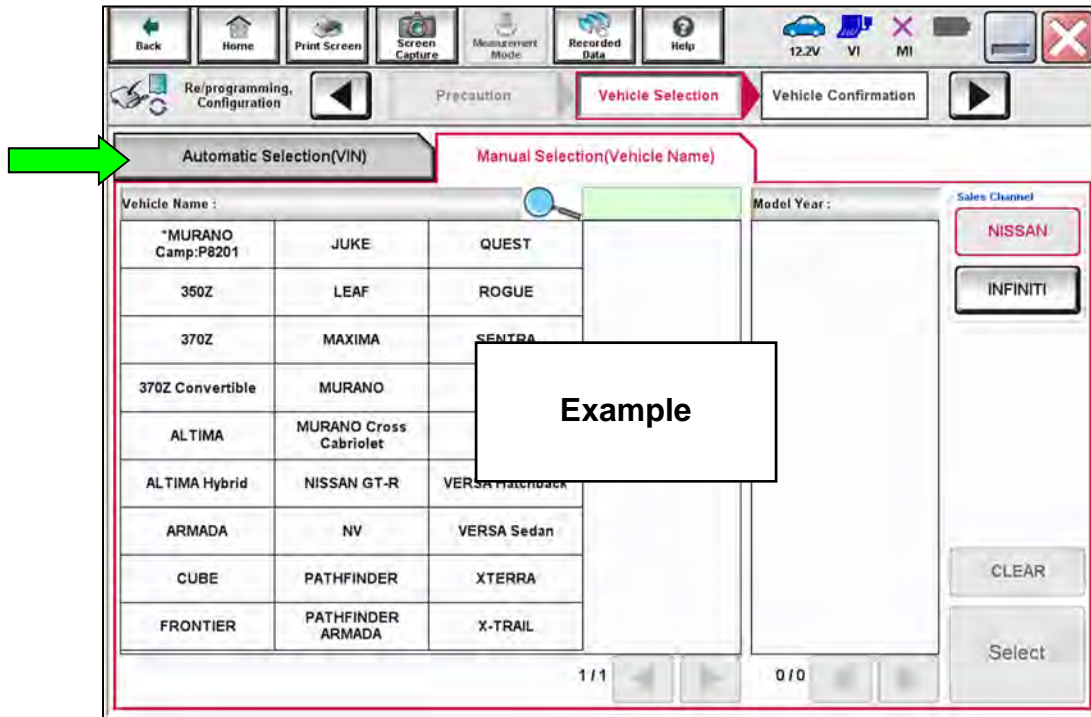 Back
Home
Print Screen
Screen
Capture
Measurement
Mode
Recorded
Data
Help
12.2V
VI
MI
Re/programming,
Configuration
Precaution
Vehicle Selection
Vehicle Confirmation
Automatic Selection(VIN)
Manual Selection(Vehicle Name)
Vehicle Name :
Model Year :
Sales Channel
*MURANO
Camp:P8201
JUKE
QUEST
NISSAN
350Z
LEAF
ROGUE
INFINITI
370Z
MAXIMA
SENTRA
370Z Convertible
MURANO
Example
ALTIMA
MURANO Cross
Cabriolet
ALTIMA Hybrid
NISSAN GT-R
VERSA Hatchback
ARMADA
NV
VERSA Sedan
CUBE
PATHFINDER
XTERRA
CLEAR
FRONTIER
PATHFINDER
ARMADA
X-TRAIL
Select
1/1
0/0